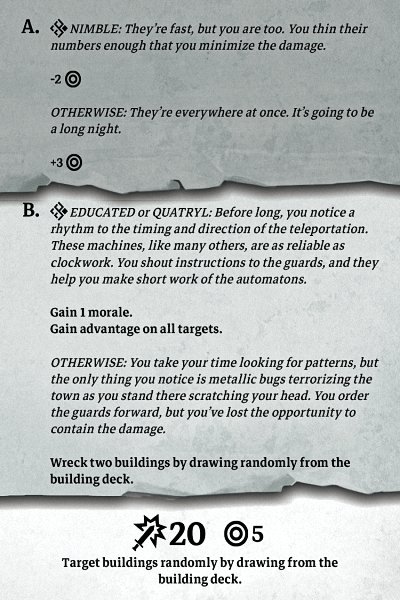 A. NIMBLE: They're fast, but you are too. You thin their
numbers enough that you minimize the damage.
-2
OTHERWISE: They're everywhere at once. It's going to be
a long night.
+3
B. EDUCATED or QUATRYL: Before long, you notice a
rhythm to the timing and direction of the teleportation.
These machines, like many others, are as reliable as
clockwork. You shout instructions to the guards, and they
help you make short work of the automatons.
Gain 1 morale.
Gain advantage on all targets.
OTHERWISE: You take your time looking for patterns, but
the only thing you notice is metallic bugs terrorizing the
town as you stand there scratching your head. You order
the guards forward, but you've lost the opportunity to
contain the damage.
Wreck two buildings by drawing randomly from the
building deck.
20 5
Target buildings randomly by drawing from the
building deck.